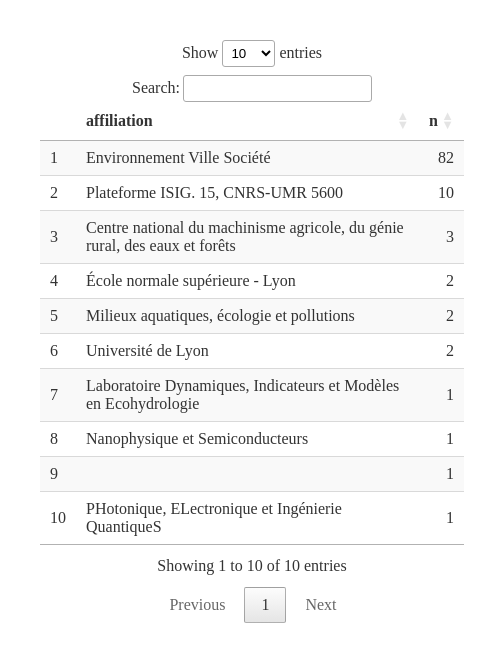 Show 10 entries
Search:
affiliation n
1 Environnement Ville Société 82
2 Plateforme ISIG. 15, CNRS-UMR 5600 10
3 Centre national du machinisme agricole, du génie
rural, des eaux et forêts 3
4 École normale supérieure - Lyon 2
5 Milieux aquatiques, écologie et pollutions 2
6 Université de Lyon 2
7 Laboratoire Dynamiques, Indicateurs et Modèles
en Ecohydrologie 1
8 Nanophysique et Semiconducteurs 1
9 1
10 PHotonique, ELectronique et Ingénierie
QuantiqueS 1
Showing 1 to 10 of 10 entries
Previous 1 Next